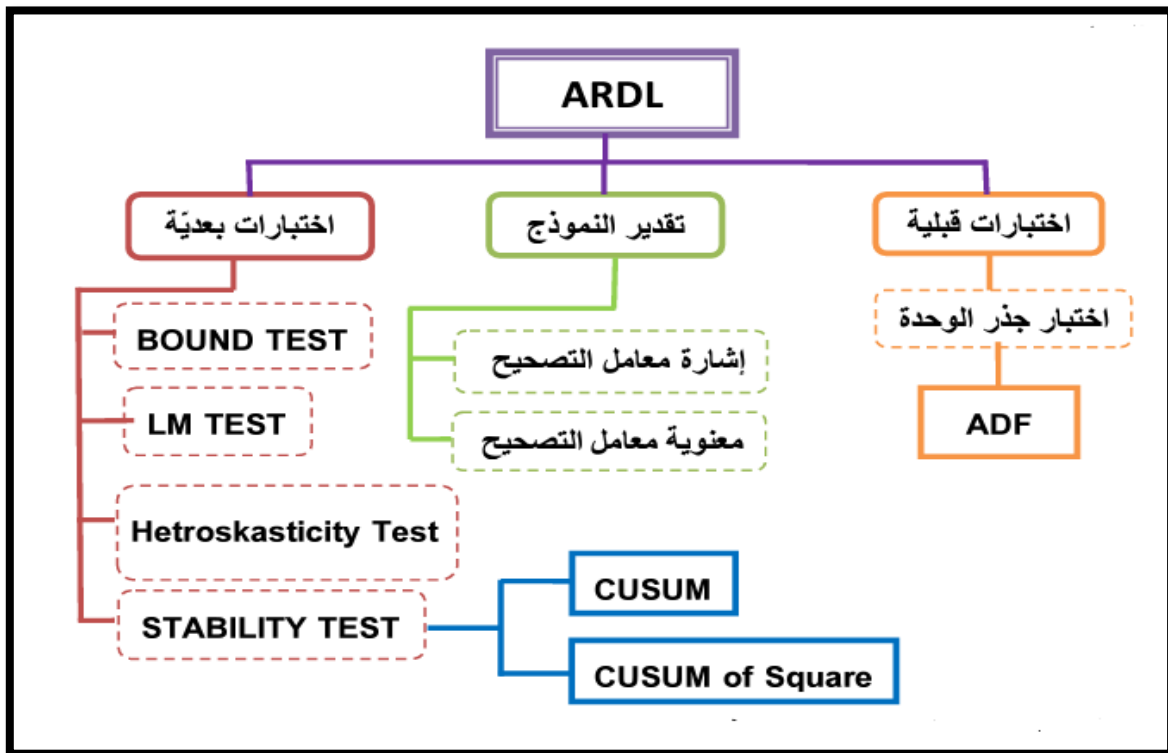 ARDL
اختبارات قبلية
تقدير النموذج
اختبارات بعديّة
اختبار جذر الوحدة
ADF
إشارة معامل التصحيح
معنوية معامل التصحيح
BOUND TEST
LM TEST
Hetroskasticity Test
STABILITY TEST
CUSUM
CUSUM of Square